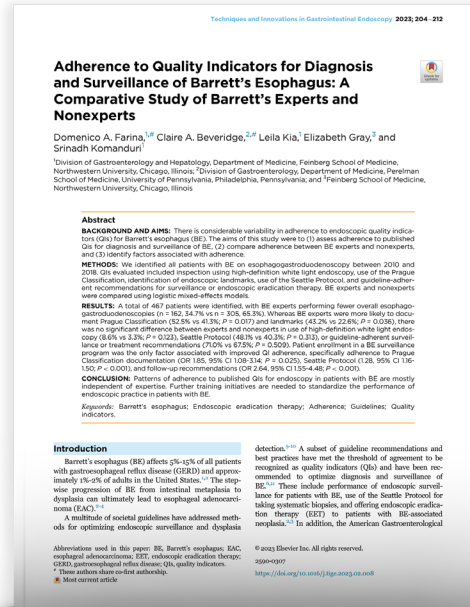 Techniques and Innovations in Gastrointestinal Endoscopy 2023; 204–212
Adherence to Quality Indicators for Diagnosis
and Surveillance of Barrett's Esophagus: A
Comparative Study of Barrett's Experts and
Nonexperts
Domenico A. Farina,1,# Claire A. Beveridge,2,# Leila Kia,1 Elizabeth Gray,3 and
Srinadh Komanduri1
1Division of Gastroenterology and Hepatology, Department of Medicine, Feinberg School of Medicine,
Northwestern University, Chicago, Illinois; 2Division of Gastroenterology, Department of Medicine, Perelman
School of Medicine, University of Pennsylvania, Philadelphia, Pennsylvania; and 3Feinberg School of Medicine,
Northwestern University, Chicago, Illinois
Abstract
BACKGROUND AND AIMS: There is considerable variability in adherence to endoscopic quality indica-
tors (QIs) for Barrett's esophagus (BE). The aims of this study were to (1) assess adherence to published
QIs for diagnosis and surveillance of BE, (2) compare adherence between BE experts and nonexperts,
and (3) identify factors associated with adherence.
METHODS: We identified all patients with BE on esophagogastroduodenoscopy between 2010 and
2018. QIs evaluated included inspection using high-definition white light endoscopy, use of the Prague
Classification, identification of endoscopic landmarks, use of the Seattle Protocol, and guideline-adher-
ent recommendations for surveillance or endoscopic eradication therapy. BE experts and nonexperts
were compared using logistic mixed-effects models.
RESULTS: A total of 467 patients were identified, with BE experts performing fewer overall esophago-
gastroduodenoscopies (n = 162, 34.7% vs n = 305, 65.3%). Whereas BE experts were more likely to docu-
ment Prague Classification (52.5% vs 41.3%; P = 0.017) and landmarks (43.2% vs 22.6%; P = 0.036), there
was no significant difference between experts and nonexperts in use of high-definition white light endos-
copy (8.6% vs 3.3%; P = 0.123), Seattle Protocol (48.1% vs 40.3%; P = 0.313), or guideline-adherent surveil-
lance or treatment recommendations (71.0% vs 67.5%; P = 0.509). Patient enrollment in a BE surveillance
program was the only factor associated with improved QI adherence, specifically adherence to Prague
Classification documentation (OR 1.85, 95% CI 1.08-3.14; P = 0.025), Seattle Protocol (1.28, 95% CI 1.16-
1.50; P < 0.001), and follow-up recommendations (OR 2.64, 95% CI 1.55-4.48; P < 0.001).
CONCLUSION: Patterns of adherence to published QIs for endoscopy in patients with BE are mostly
independent of expertise. Further training initiatives are needed to standardize the performance of
endoscopic practice in patients with BE.
Keywords: Barrett's esophagus; Endoscopic eradication therapy; Adherence; Guidelines; Quality
indicators.
Introduction
Barrett's esophagus (BE) affects 5%-15% of all patients
with gastroesophageal reflux disease (GERD) and approx-
imately 1%-2% of adults in the United States.1,2 The step-
wise progression of BE from intestinal metaplasia to
dysplasia can ultimately lead to esophageal adenocarci-
noma (EAC).
A multitude of societal guidelines have addressed meth-
ods for optimizing endoscopic surveillance and dysplasia
Abbreviations used in this paper: BE, Barrett's esophagus; EAC,
esophageal adenocarcinoma; EET, endoscopic eradication therapy;
GERD, gastroesophageal reflux disease; QIs, quality indicators.
# These authors share co-first authorship.
Most current article
detection. A subset of guideline recommendations and
best practices have met the threshold of agreement to be
recognized as quality indicators (QIs) and have been rec-
ommended to optimize diagnosis and surveillance of
BE. These include performance of endoscopic surveil-
lance for patients with BE, use of the Seattle Protocol for
taking systematic biopsies, and offering endoscopic eradica-
tion therapy (EET) to patients with BE-associated
neoplasia. In addition, the American Gastroenterological
© 2023 Elsevier Inc. All rights reserved.
2590-0307
https://doi.org/10.1016/j.tige.2023.02.008